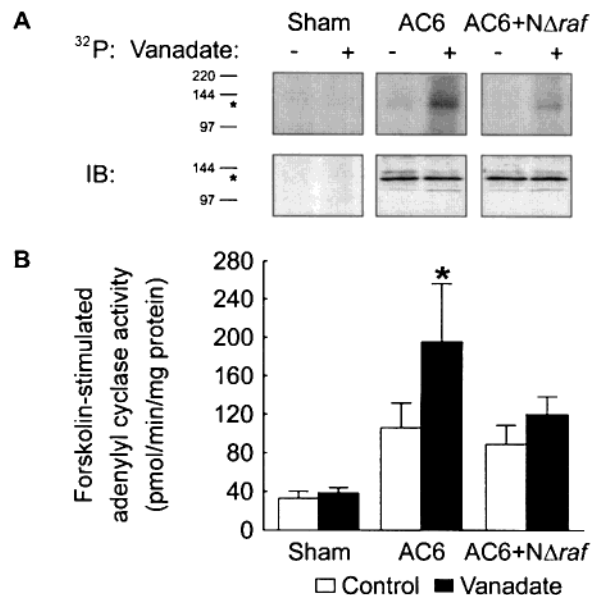 A
Sham AC6 AC6+NΔraf
32P: Vanadate: - + - + - +
220
144
*
97
IB:
144
*
97
B
Forskolin-stimulated
adenylyl cyclase activity
(pmol/min/mg protein)
280
240
200
160
120
80
40
0
*
Sham AC6 AC6+NΔraf
Control Vanadate